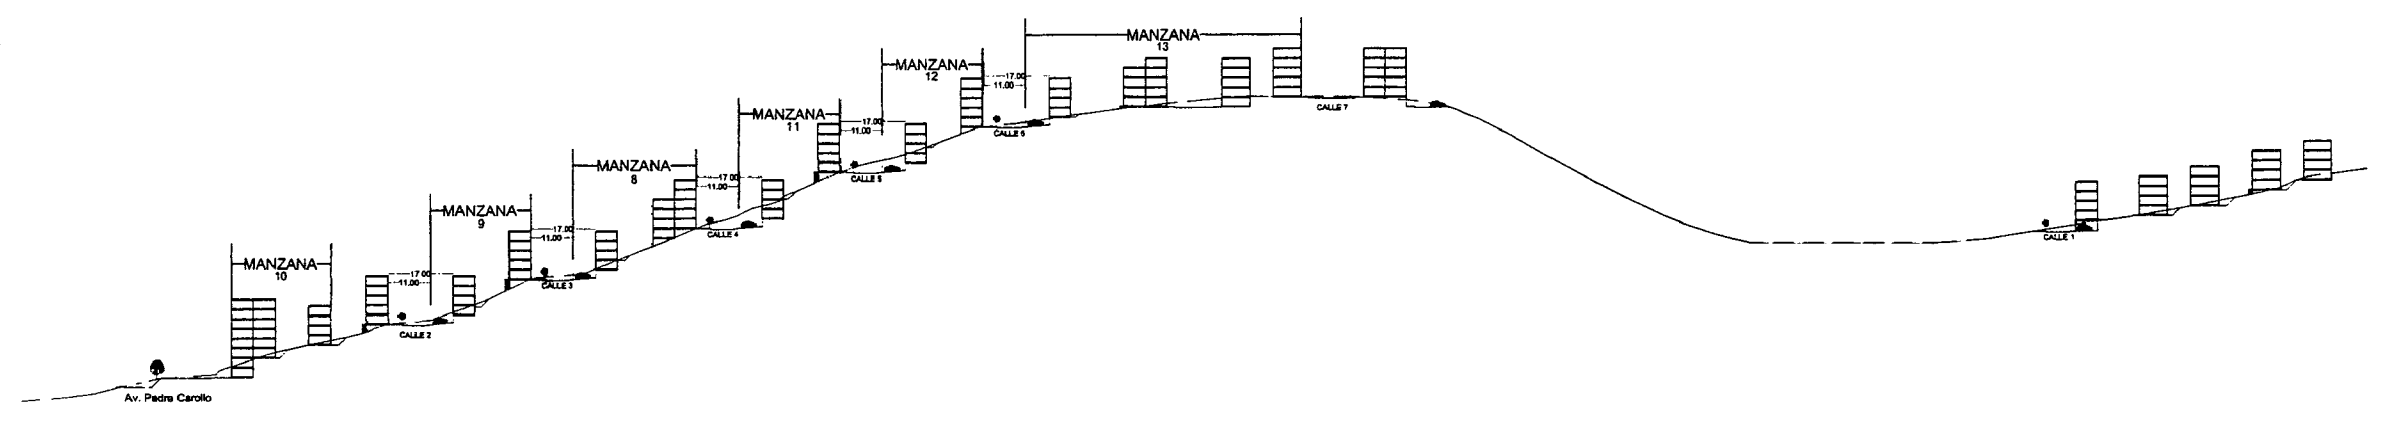 MANZANA
13
MANZANA
12
17.00
11.00
CALLE 7
MANZANA
11
17.00
11.00
CALLE 6
MANZANA
8
17.00
11.00
CALLE 5
MANZANA
9
17.00
11.00
CALLE 4
CALLE 1
MANZANA
10
17.00
11.00
CALLE 3
CALLE 2
Av. Padre Carollo